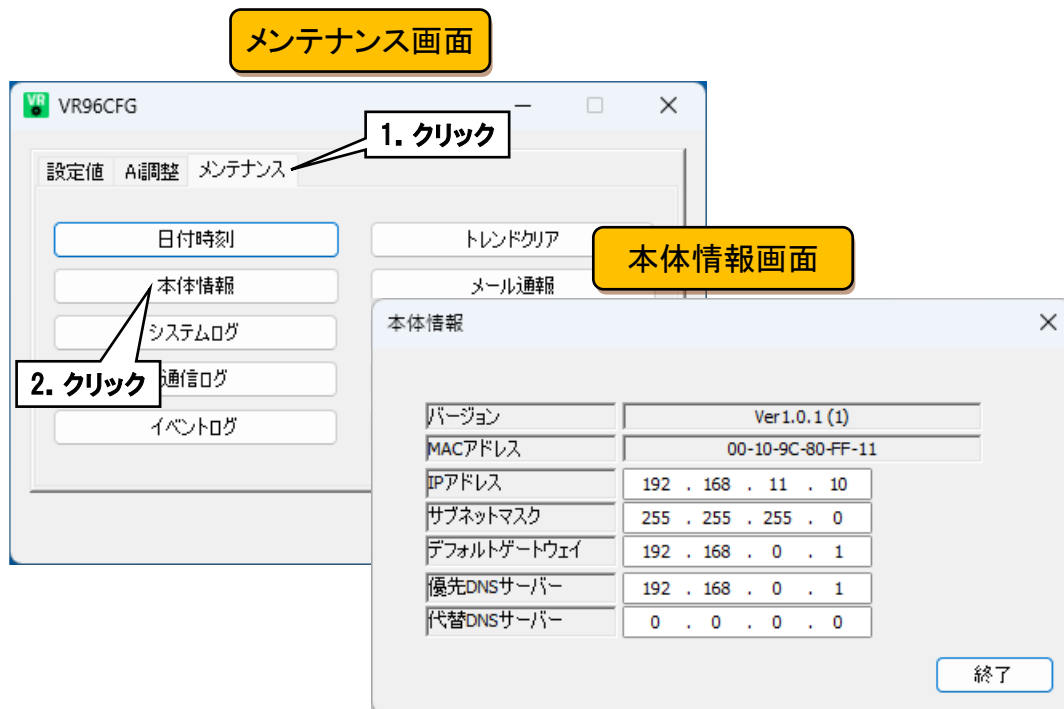 メンテナンス画面
VR96CFG
1. クリック
設定値 Ai調整 メンテナンス
日付時刻 トレンドクリア
本体情報画面
本体情報 メール通報
本体情報
システムログ
2. クリック
通信ログ
イベントログ
バージョン Ver1.0.1 (1)
MACアドレス 00-10-9C-80-FF-11
IPアドレス 192 . 168 . 11 . 10
サブネットマスク 255 . 255 . 255 . 0
デフォルトゲートウェイ 192 . 168 . 0 . 1
優先DNSサーバー 192 . 168 . 0 . 1
代替DNSサーバー 0 . 0 . 0 . 0
終了